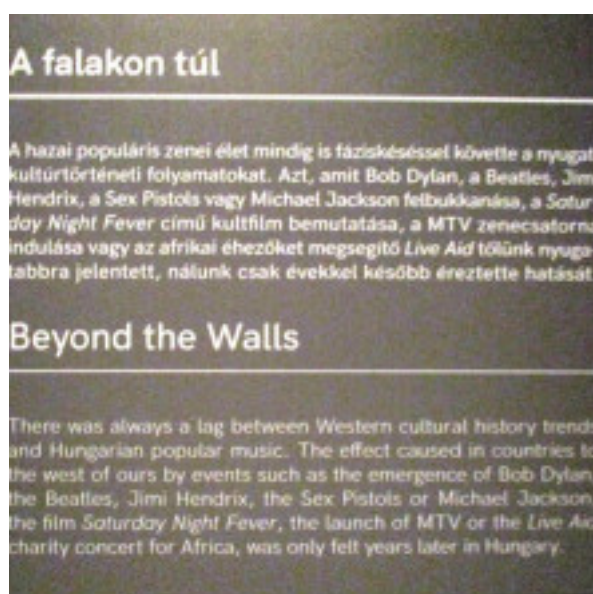 A falakon túl
A hazai populáris zenei élet mindig is fáziskéséssel követte a nyugat
kultúrtörténeti folyamatokat. Azt, amit Bob Dylan, a Beatles, Jim
Hendrix, a Sex Pistols vagy Michael Jackson felbukkanása, a Satur-
day Night Fever című kultfilm bemutatása, a MTV zenecsatorna
indulása vagy az afrikai éhezőket megsegítő Live Aid tőlünk nyuga-
tabbra jelentett, nálunk csak évekkel később éreztette hatását
Beyond the Walls
There was always a lag between Western cultural history trends
and Hungarian popular music. The effect caused in countries to
the west of ours by events such as the emergence of Bob Dylan,
the Beatles, Jimi Hendrix, the Sex Pistols or Michael Jackson,
the film Saturday Night Fever, the launch of MTV or the Live Aid
charity concert for Africa, was only felt years later in Hungary.